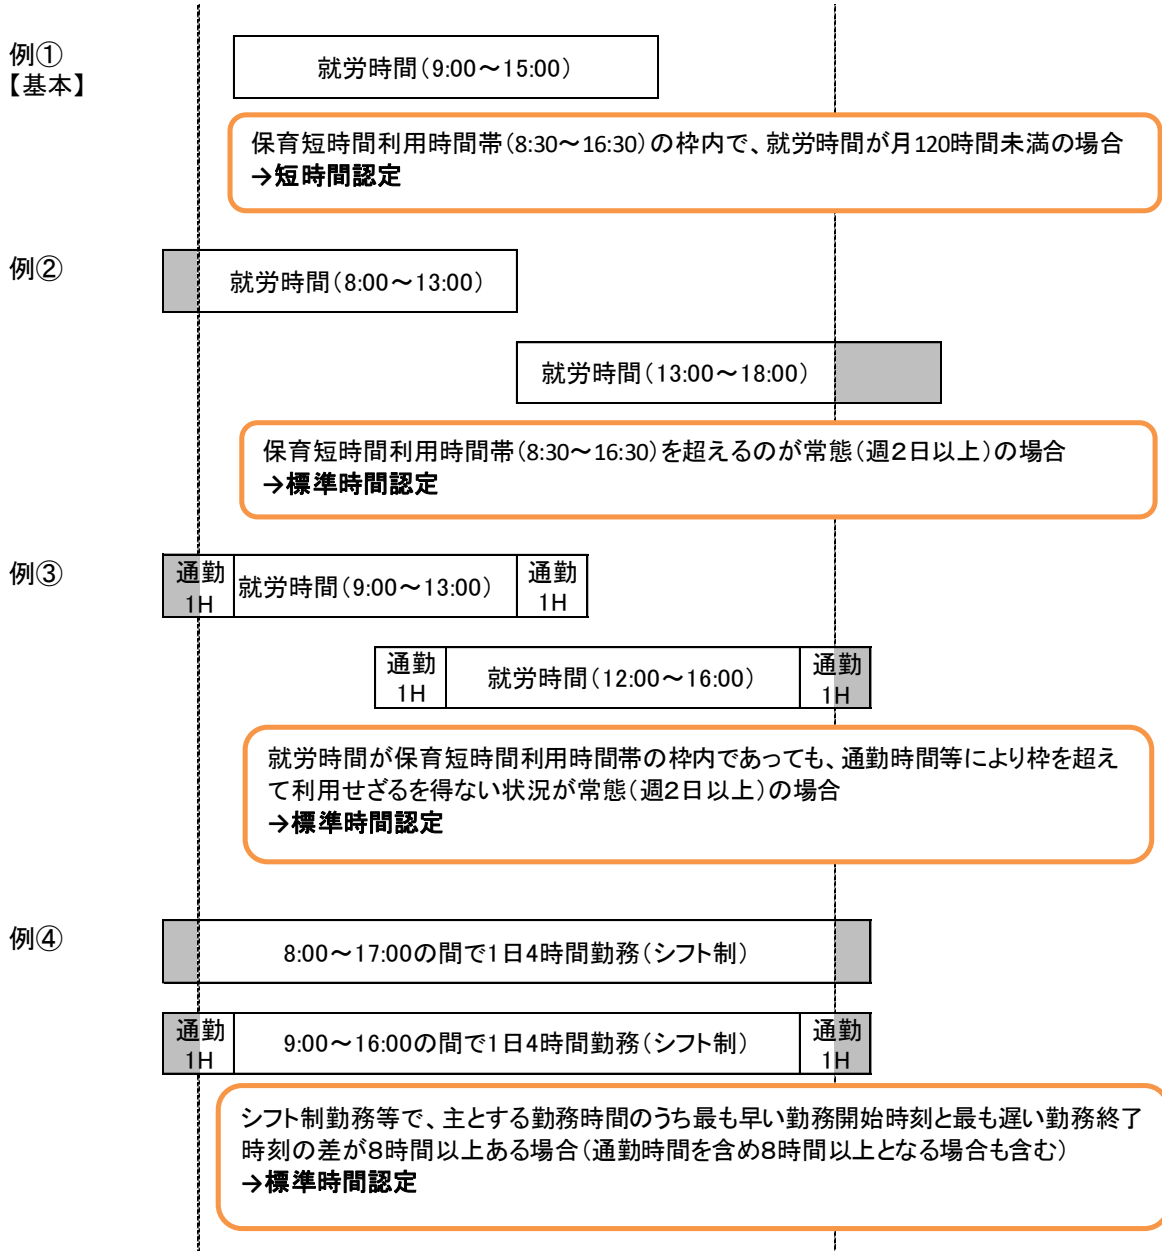 例①
【基本】
就労時間(9:00～15:00)
保育短時間利用時間帯(8:30～16:30)の枠内で、就労時間が月120時間未満の場合
→短時間認定
例②
就労時間(8:00～13:00)
就労時間(13:00～18:00)
保育短時間利用時間帯(8:30～16:30)を超えるのが常態(週２日以上)の場合
→標準時間認定
例③
通勤
1H
就労時間(9:00～13:00)
通勤
1H
通勤
1H
就労時間(12:00～16:00)
通勤
1H
就労時間が保育短時間利用時間帯の枠内であっても、通勤時間等により枠を超え
て利用せざるを得ない状況が常態(週２日以上)の場合
→標準時間認定
例④
8:00～17:00の間で1日4時間勤務(シフト制)
通勤
1H
9:00～16:00の間で1日4時間勤務(シフト制)
通勤
1H
シフト制勤務等で、主とする勤務時間のうち最も早い勤務開始時刻と最も遅い勤務終了
時刻の差が８時間以上ある場合(通勤時間を含め8時間以上となる場合も含む)
→標準時間認定